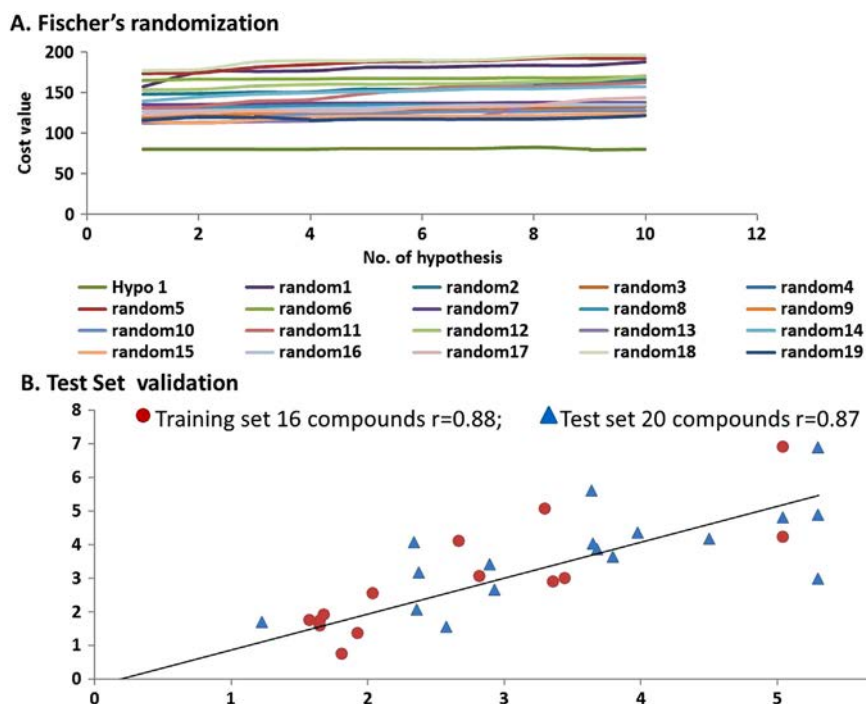 A. Fischer's randomization
200
150
100
50
0
Cost value
0 2 4 6 8 10 12
No. of hypothesis
Hypo 1 random1 random2 random3 random4
random5 random6 random7 random8 random9
random10 random11 random12 random13 random14
random15 random16 random17 random18 random19
B. Test Set validation
Training set 16 compounds r=0.88; Test set 20 compounds r=0.87
8
7
6
5
4
3
2
1
0
0 1 2 3 4 5